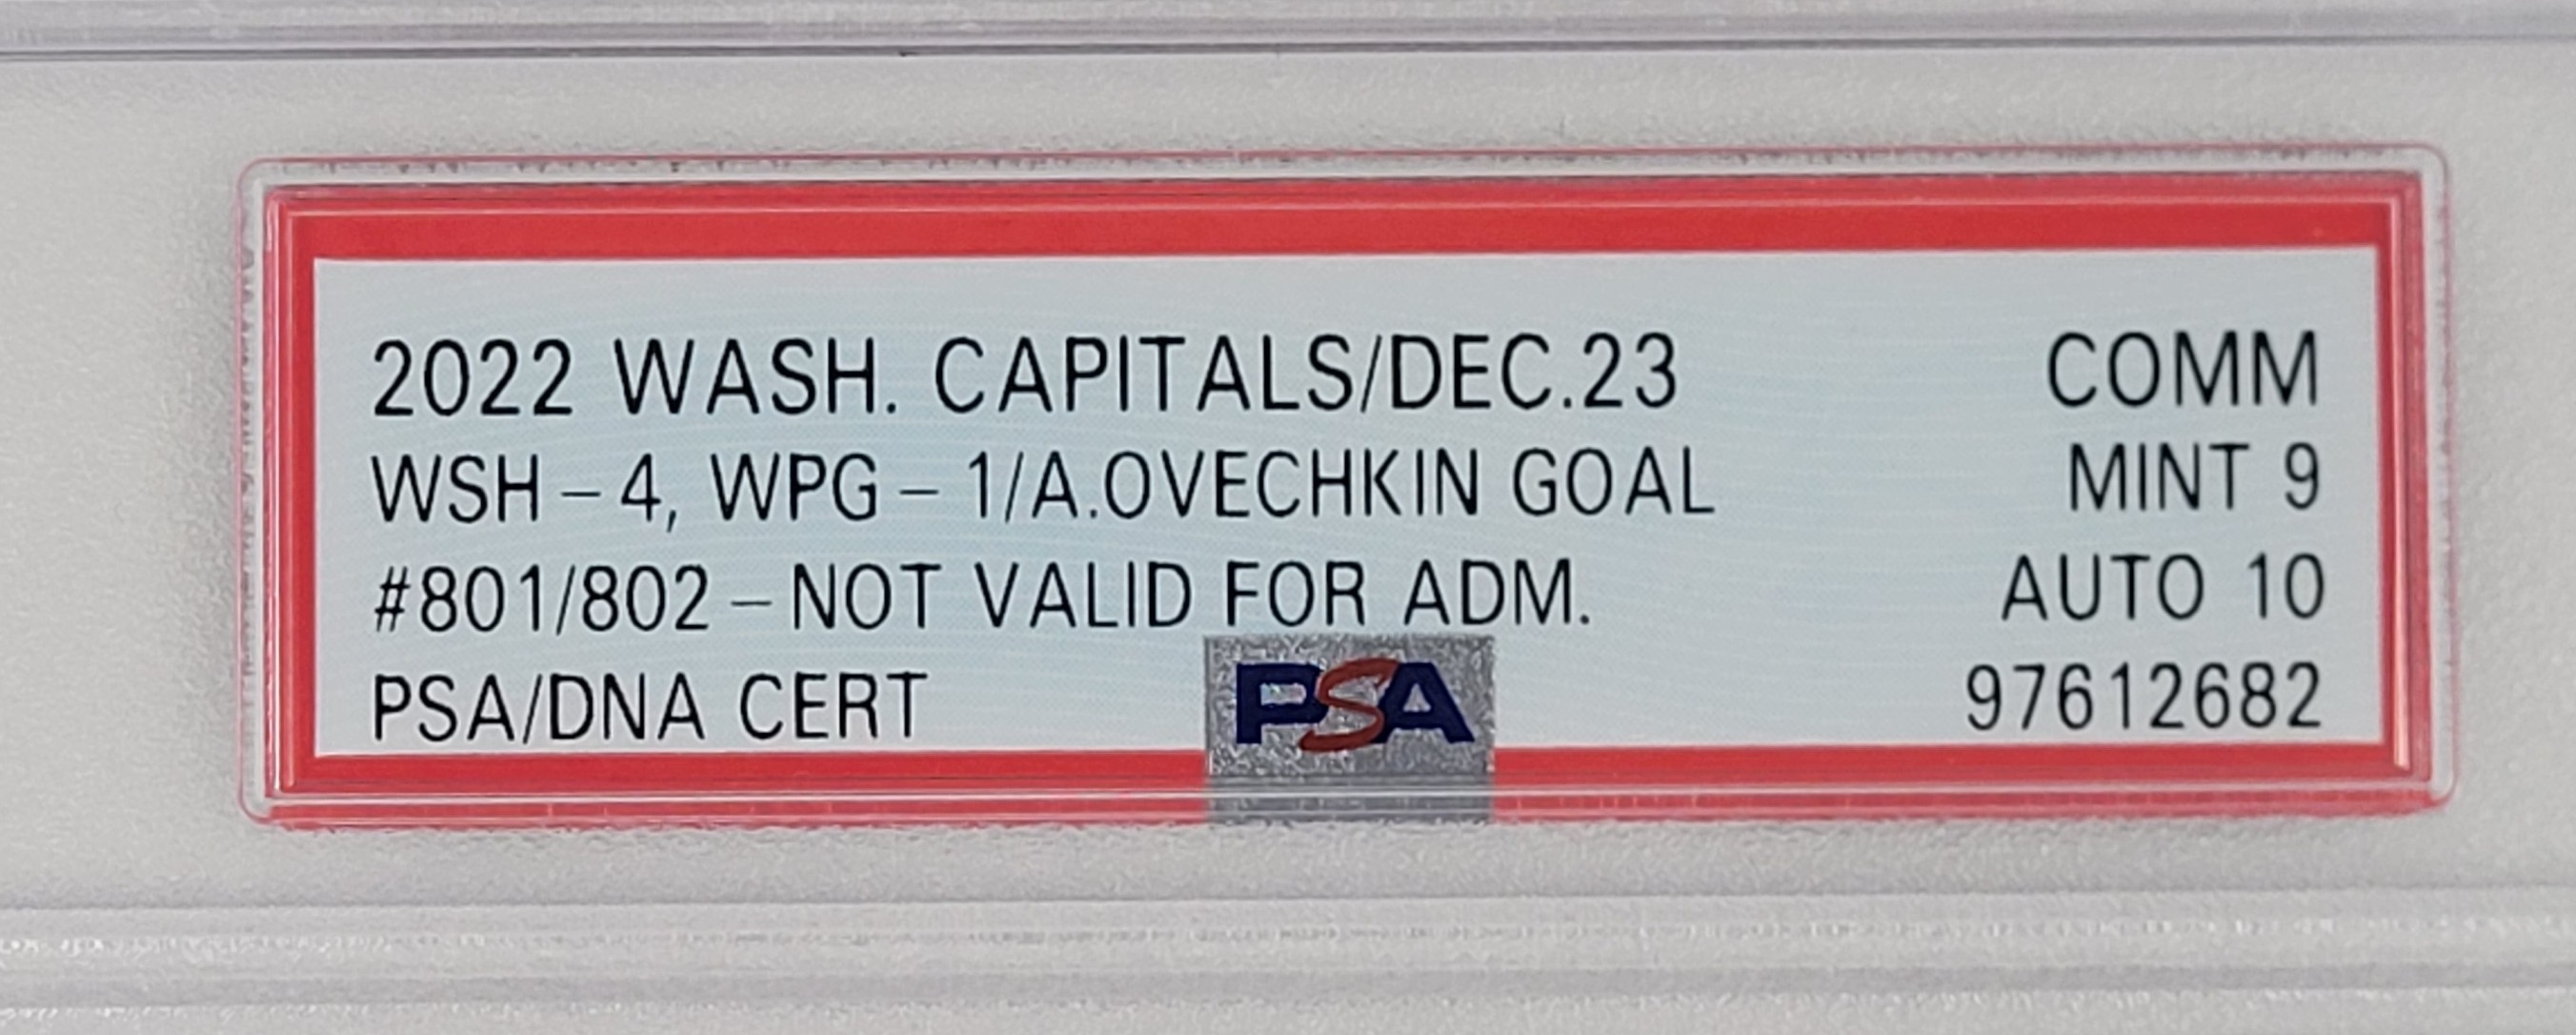 2022 WASH. CAPITALS/DEC.23 COMM
WSH – 4, WPG – 1/A.OVECHKIN GOAL MINT 9
#801/802 – NOT VALID FOR ADM. AUTO 10
PSA/DNA CERT PSA 97612682